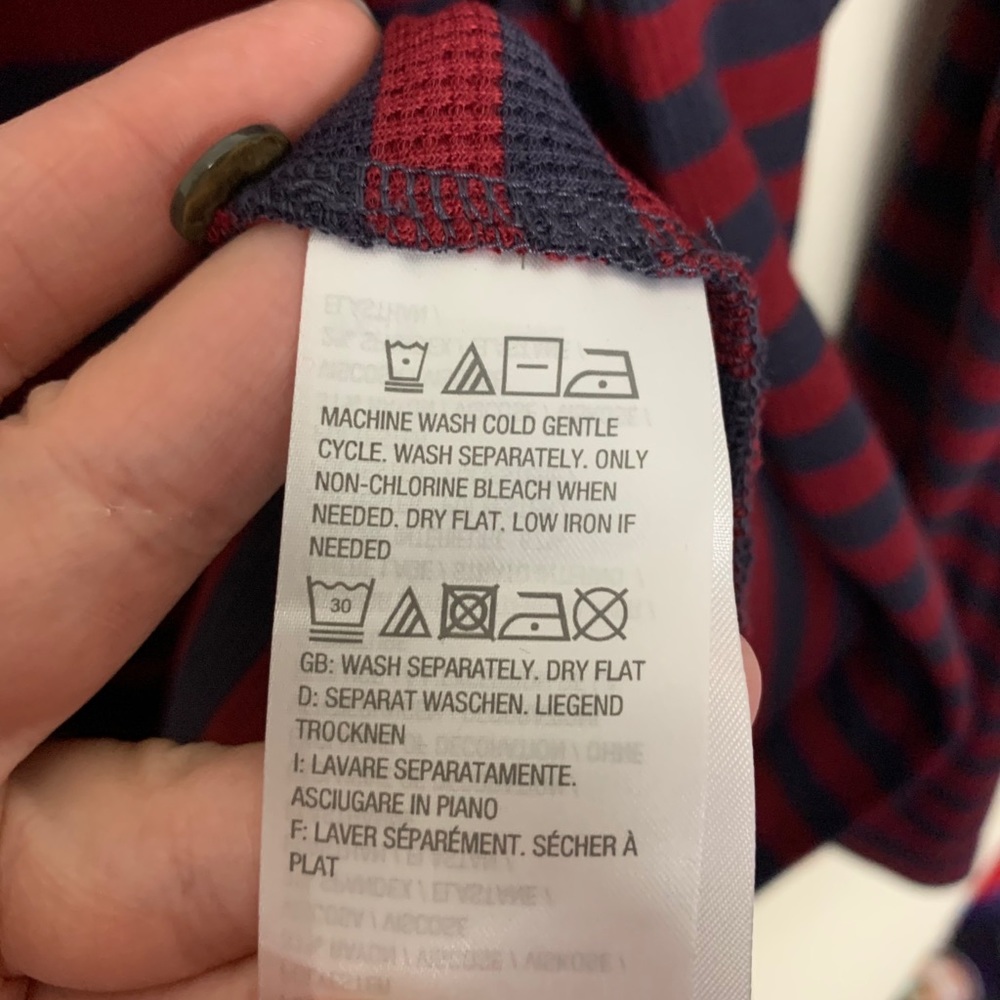 MACHINE WASH COLD GENTLE
CYCLE. WASH SEPARATELY. ONLY
NON-CHLORINE BLEACH WHEN
NEEDED. DRY FLAT. LOW IRON IF
NEEDED
30
GB: WASH SEPARATELY. DRY FLAT
D: SEPARAT WASCHEN. LIEGEND
TROCKNEN
I: LAVARE SEPARATAMENTE.
ASCIUGARE IN PIANO
F: LAVER SÉPARÉMENT. SÉCHER À
PLAT